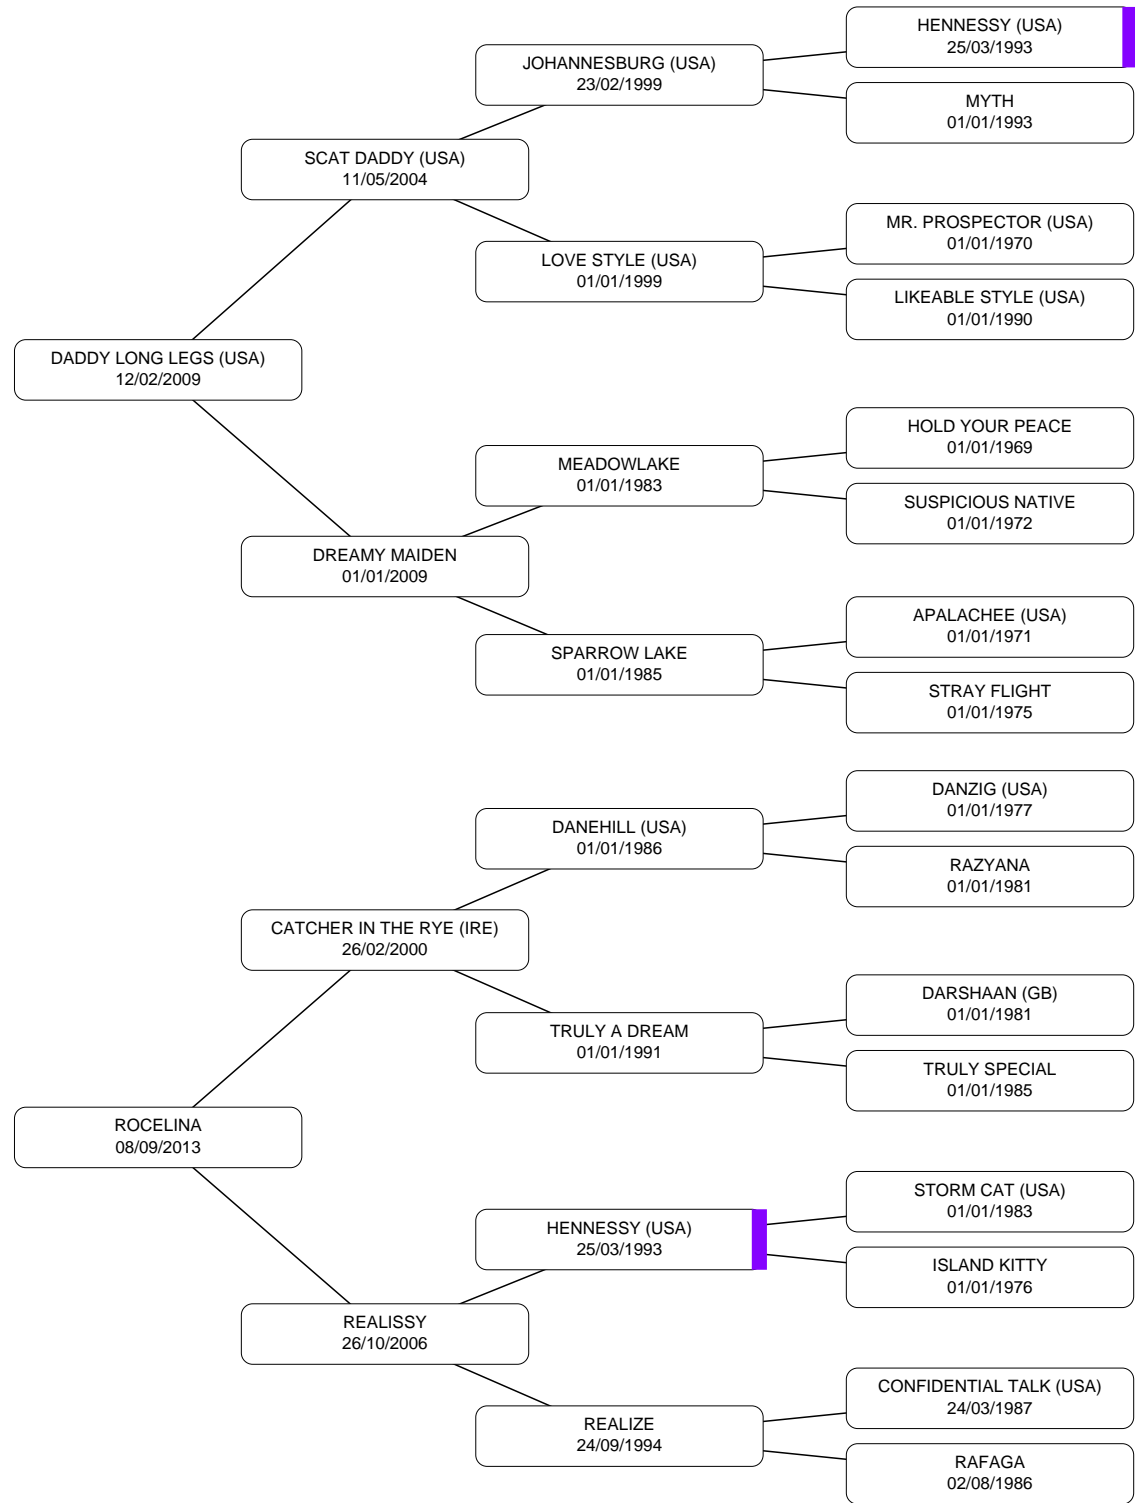 HENNESSY (USA)
25/03/1993
JOHANNESBURG (USA)
23/02/1999
MYTH
01/01/1993
SCAT DADDY (USA)
11/05/2004
MR. PROSPECTOR (USA)
01/01/1970
LOVE STYLE (USA)
01/01/1999
LIKEABLE STYLE (USA)
01/01/1990
DADDY LONG LEGS (USA)
12/02/2009
HOLD YOUR PEACE
01/01/1969
MEADOWLAKE
01/01/1983
SUSPICIOUS NATIVE
01/01/1972
DREAMY MAIDEN
01/01/2009
APALACHEE (USA)
01/01/1971
SPARROW LAKE
01/01/1985
STRAY FLIGHT
01/01/1975
DANZIG (USA)
01/01/1977
DANEHILL (USA)
01/01/1986
RAZYANA
01/01/1981
CATCHER IN THE RYE (IRE)
26/02/2000
DARSHAAN (GB)
01/01/1981
TRULY A DREAM
01/01/1991
TRULY SPECIAL
01/01/1985
ROCELINA
08/09/2013
STORM CAT (USA)
01/01/1983
HENNESSY (USA)
25/03/1993
ISLAND KITTY
01/01/1976
REALISSY
26/10/2006
CONFIDENTIAL TALK (USA)
24/03/1987
REALIZE
24/09/1994
RAFAGA
02/08/1986